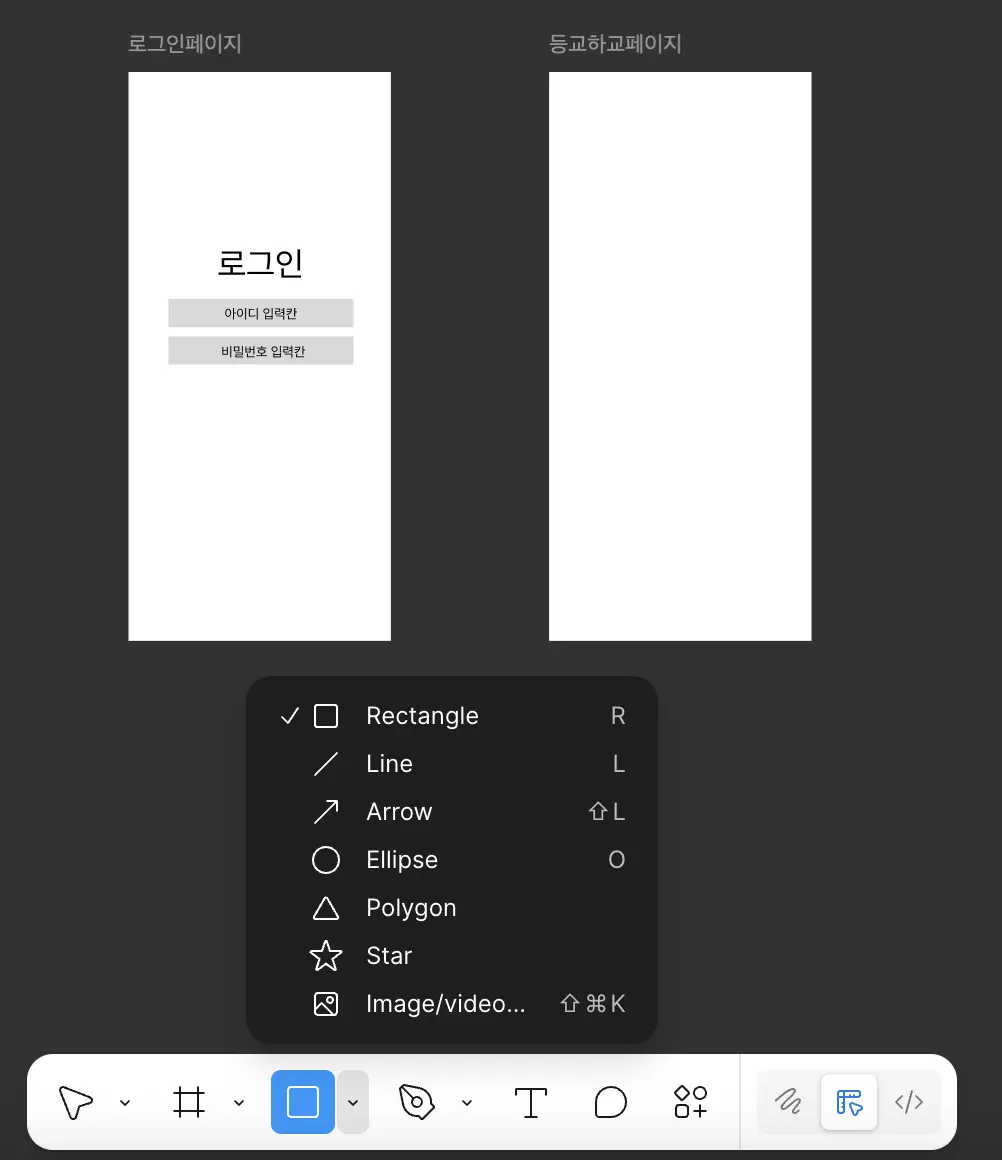 로그인페이지
등교하교페이지
로그인
아이디 입력칸
비밀번호 입력칸
Rectangle R
Line L
Arrow ⇧L
Ellipse O
Polygon
Star
Image/video... ⇧⌘K